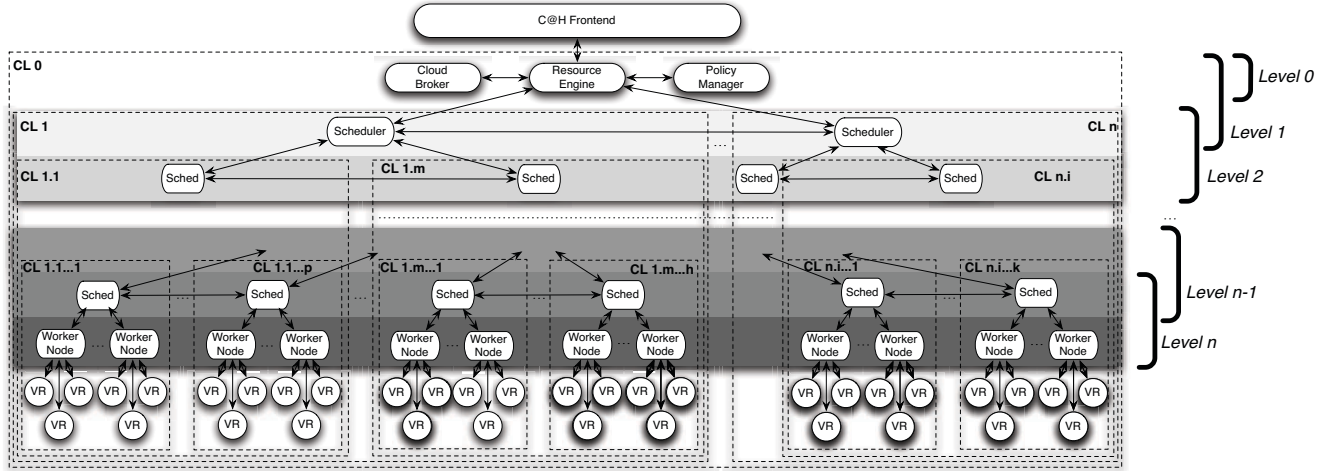 C@H Frontend
CL 0
Cloud
Broker
Resource
Engine
Policy
Manager
Level 0
CL 1
Scheduler
...
Scheduler
CL n
Level 1
CL 1.1
Sched
CL 1.m
Sched
Sched
Sched
CL n.i
Level 2
...
CL 1.1...1
CL 1.1...p
CL 1.m...1
CL 1.m...h
CL n.i...1
CL n.i...k
Level n-1
Sched
...
Sched
...
Sched
...
Sched
...
Sched
...
Sched
Worker
Node
...
Worker
Node
Worker
Node
...
Worker
Node
Worker
Node
...
Worker
Node
Worker
Node
...
Worker
Node
Worker
Node
...
Worker
Node
Worker
Node
...
Worker
Node
Level n
VR VR VR VR
VR VR VR VR
VR VR VR VR
VR VR VR VR
VR VR VR VR
VR VR VR VR
VR VR
VR VR
VR VR
VR VR
VR VR
VR VR